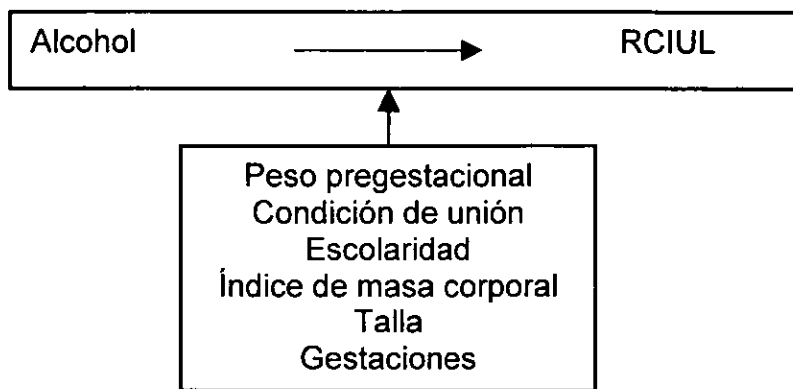 Alcohol RCIUL
Peso pregestacional
Condición de unión
Escolaridad
Índice de masa corporal
Talla
Gestaciones